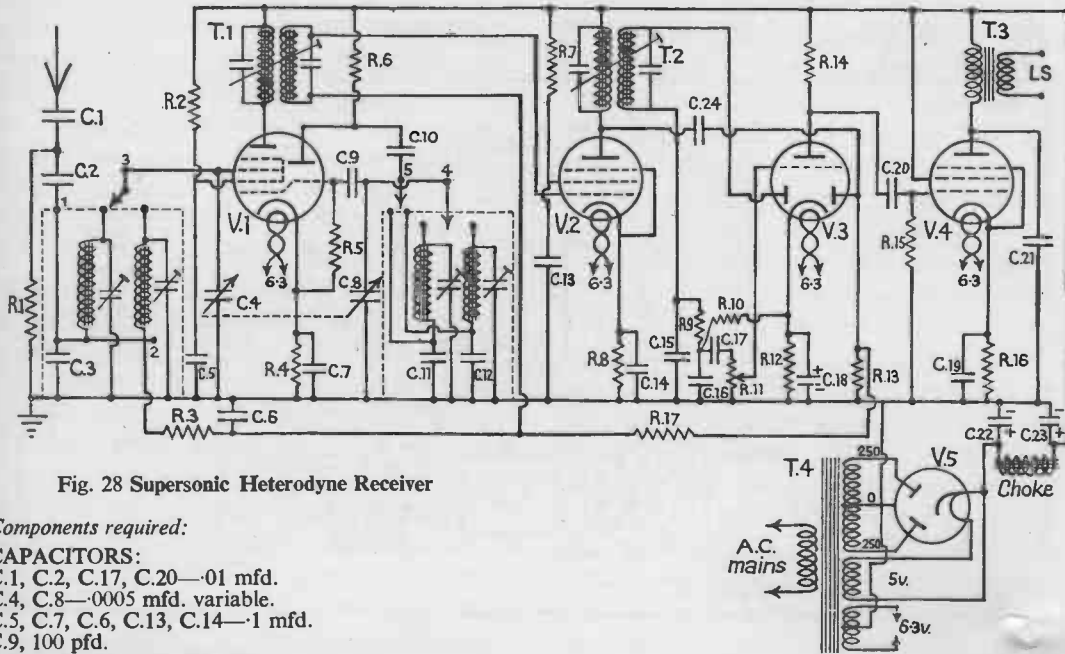 T.1
R.6
R.7
T.2
R.14
T.3
LS
C.1
R.2
C.10
C.24
C.2
3
C.9
5
4
C.20
1
V.1
R.5
V.2
V.3
R.15
V.4
C.21
6·3
C.13
6·3
6·3
6·3
R.1
C.4
C.8
R.10
R.9
C.17
C.3
2
C.5
R.4
C.7
C.11
C.12
R.8
C.14
C.15
C.16
R.11
R.12
+
−
C.18
R.13
C.19
R.16
R.3
C.6
R.17
−
C.22
+
−
C.23
+
Choke
T.4
250
0
250
V.5
A.C.
mains
5v.
6·3v.
Fig. 28 Supersonic Heterodyne Receiver
Components required:
CAPACITORS:
C.1, C.2, C.17, C.20—·01 mfd.
C.4, C.8—·0005 mfd. variable.
C.5, C.7, C.6, C.13, C.14—·1 mfd.
C.9, 100 pfd.